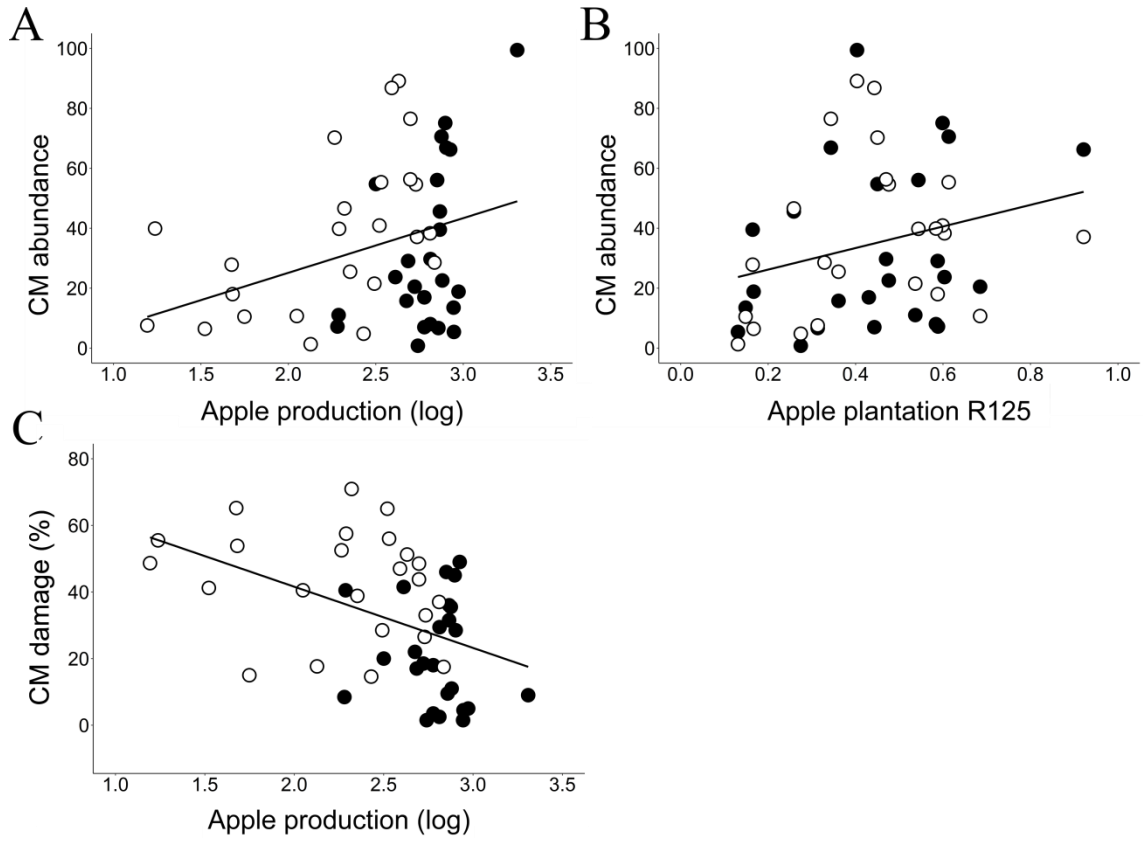 A
CM abundance
100
80
60
40
20
0
1.0 1.5 2.0 2.5 3.0 3.5
Apple production (log)
B
CM abundance
100
80
60
40
20
0
0.0 0.2 0.4 0.6 0.8 1.0
Apple plantation R125
C
CM damage (%)
80
60
40
20
0
1.0 1.5 2.0 2.5 3.0 3.5
Apple production (log)